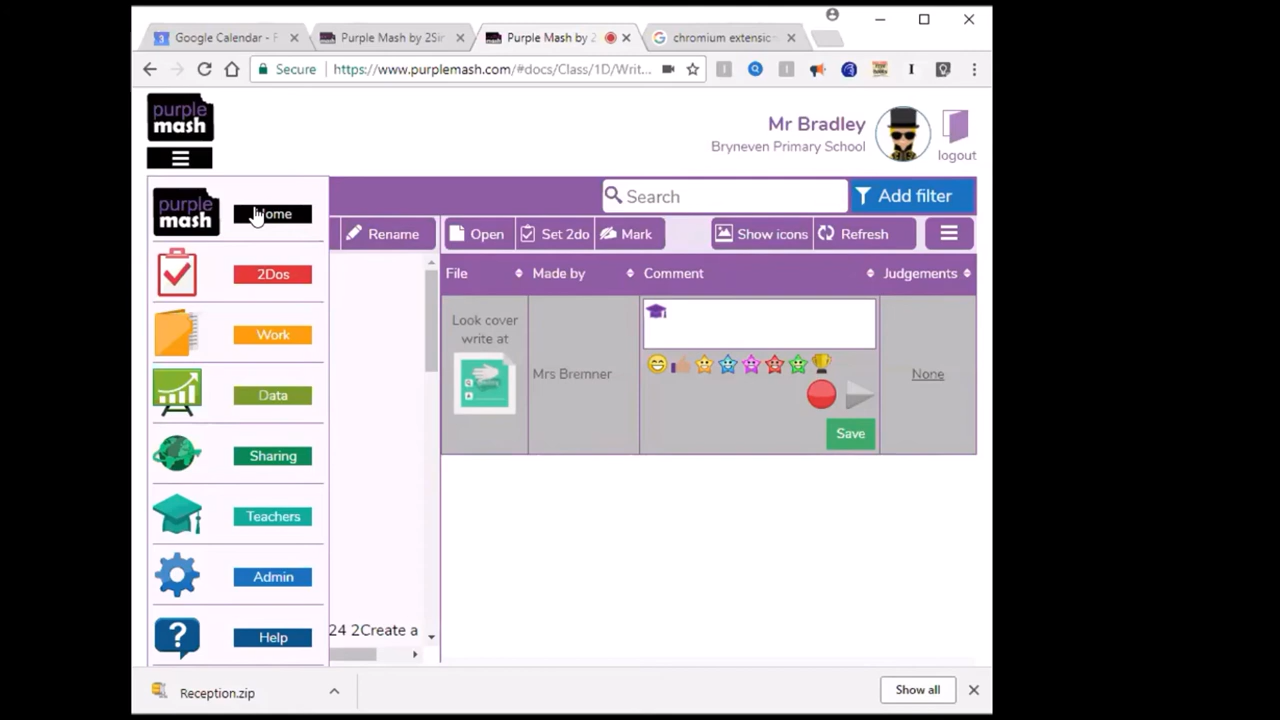 Google Calendar - F
Purple Mash by 2Sir
Purple Mash by 2
chromium extensic
Secure
https://www.purplemash.com/#docs/Class/1D/Writ...
purple
mash
Mr Bradley
Bryneven Primary School
logout
purple
mash
Home
Search
Add filter
Rename
Open
Set 2do
Mark
Show icons
Refresh
2Dos
File
Made by
Comment
Judgements
Look cover
write at
Work
Mrs Bremner
None
Data
Save
Sharing
Teachers
Admin
24 2Create a
Help
Reception.zip
Show all